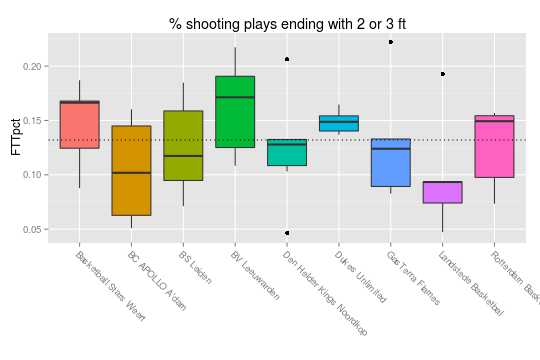 % shooting plays ending with 2 or 3 ft
FTTpct
0.20
0.15
0.10
0.05
Basketball Stars Weert
BC APOLLO A'dam
BS Leiden
BV Leeuwarden
Den Helder Kings Noordkop
Dukes Unlimited
GasTerra Flames
Landstede Basketbal
Rotterdam Bask